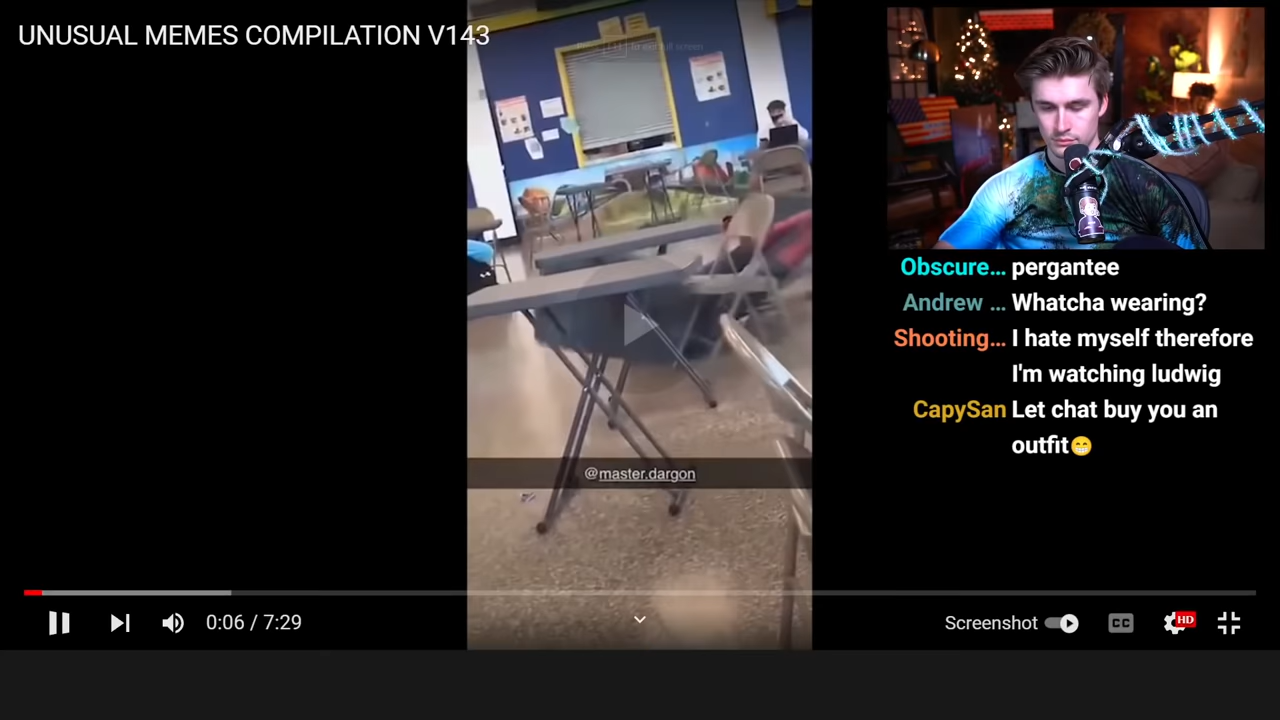 UNUSUAL MEMES COMPILATION V143
Obscure... pergantee
Andrew ... Whatcha wearing?
Shooting... I hate myself therefore
I'm watching ludwig
CapySan Let chat buy you an
outfit😁
@master.dargon
0:06 / 7:29
Screenshot
CC
HD